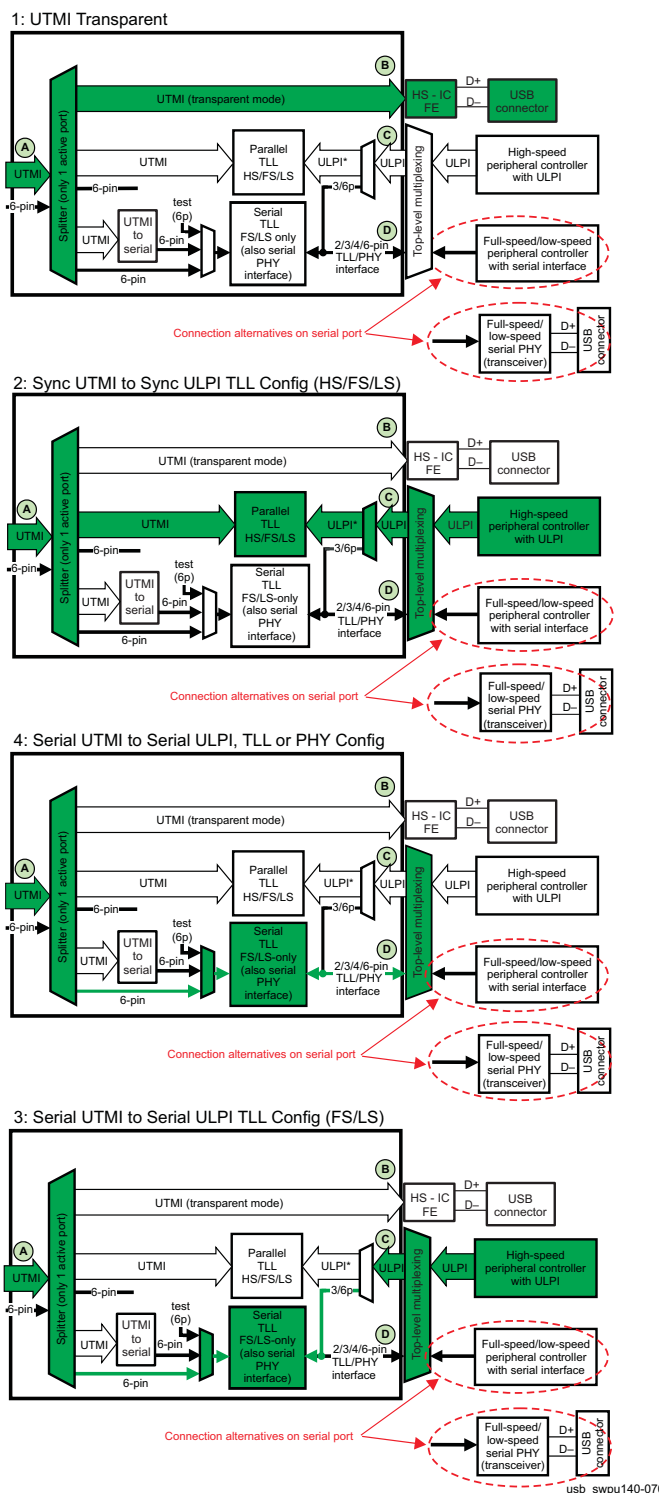 1: UTMI Transparent
A
UTMI
6-pin
Splitter (only 1 active port)
UTMI (transparent mode)
B
HS - IC
FE
D+
D–
USB
connector
UTMI
Parallel
TLL
HS/FS/LS
ULPI*
C
ULPI
3/6p
Top-level multiplexing
ULPI
High-speed
peripheral controller
with ULPI
6-pin
UTMI
UTMI
to
serial
6-pin
test
(6p)
6-pin
Serial
TLL
FS/LS only
(also serial
PHY
interface)
D
2/3/4/6-pin
TLL/PHY
interface
Full-speed/low-speed
peripheral controller
with serial interface
Connection alternatives on serial port
Full-speed/
low-speed
serial PHY
(transceiver)
D+
D–
USB
connector
2: Sync UTMI to Sync ULPI TLL Config (HS/FS/LS)
A
UTMI
6-pin
Splitter (only 1 active port)
UTMI (transparent mode)
B
HS - IC
FE
D+
D–
USB
connector
UTMI
Parallel
TLL
HS/FS/LS
ULPI*
C
ULPI
3/6p
Top-level multiplexing
ULPI
High-speed
peripheral controller
with ULPI
6-pin
UTMI
UTMI
to
serial
6-pin
test
(6p)
6-pin
Serial
TLL
FS/LS-only
(also serial
PHY
interface)
D
2/3/4/6-pin
TLL/PHY
interface
Full-speed/low-speed
peripheral controller
with serial interface
Connection alternatives on serial port
Full-speed/
low-speed
serial PHY
(transceiver)
D+
D–
USB
connector
4: Serial UTMI to Serial ULPI, TLL or PHY Config
A
UTMI
6-pin
Splitter (only 1 active port)
UTMI (transparent mode)
B
HS - IC
FE
D+
D–
USB
connector
UTMI
Parallel
TLL
HS/FS/LS
ULPI*
C
ULPI
3/6p
Top-level multiplexing
ULPI
High-speed
peripheral controller
with ULPI
6-pin
UTMI
UTMI
to
serial
6-pin
test
(6p)
6-pin
Serial
TLL
FS/LS-only
(also serial
PHY
interface)
D
2/3/4/6-pin
TLL/PHY
interface
Full-speed/low-speed
peripheral controller
with serial interface
Connection alternatives on serial port
Full-speed/
low-speed
serial PHY
(transceiver)
D+
D–
USB
connector
3: Serial UTMI to Serial ULPI TLL Config (FS/LS)
A
UTMI
6-pin
Splitter (only 1 active port)
UTMI (transparent mode)
B
HS - IC
FE
D+
D–
USB
connector
UTMI
Parallel
TLL
HS/FS/LS
ULPI*
C
ULPI
3/6p
Top-level multiplexing
ULPI
High-speed
peripheral controller
with ULPI
6-pin
UTMI
UTMI
to
serial
6-pin
test
(6p)
6-pin
Serial
TLL
FS/LS-only
(also serial
PHY
interface)
D
2/3/4/6-pin
TLL/PHY
interface
Full-speed/low-speed
peripheral controller
with serial interface
Connection alternatives on serial port
Full-speed/
low-speed
serial PHY
(transceiver)
D+
D–
USB
connector